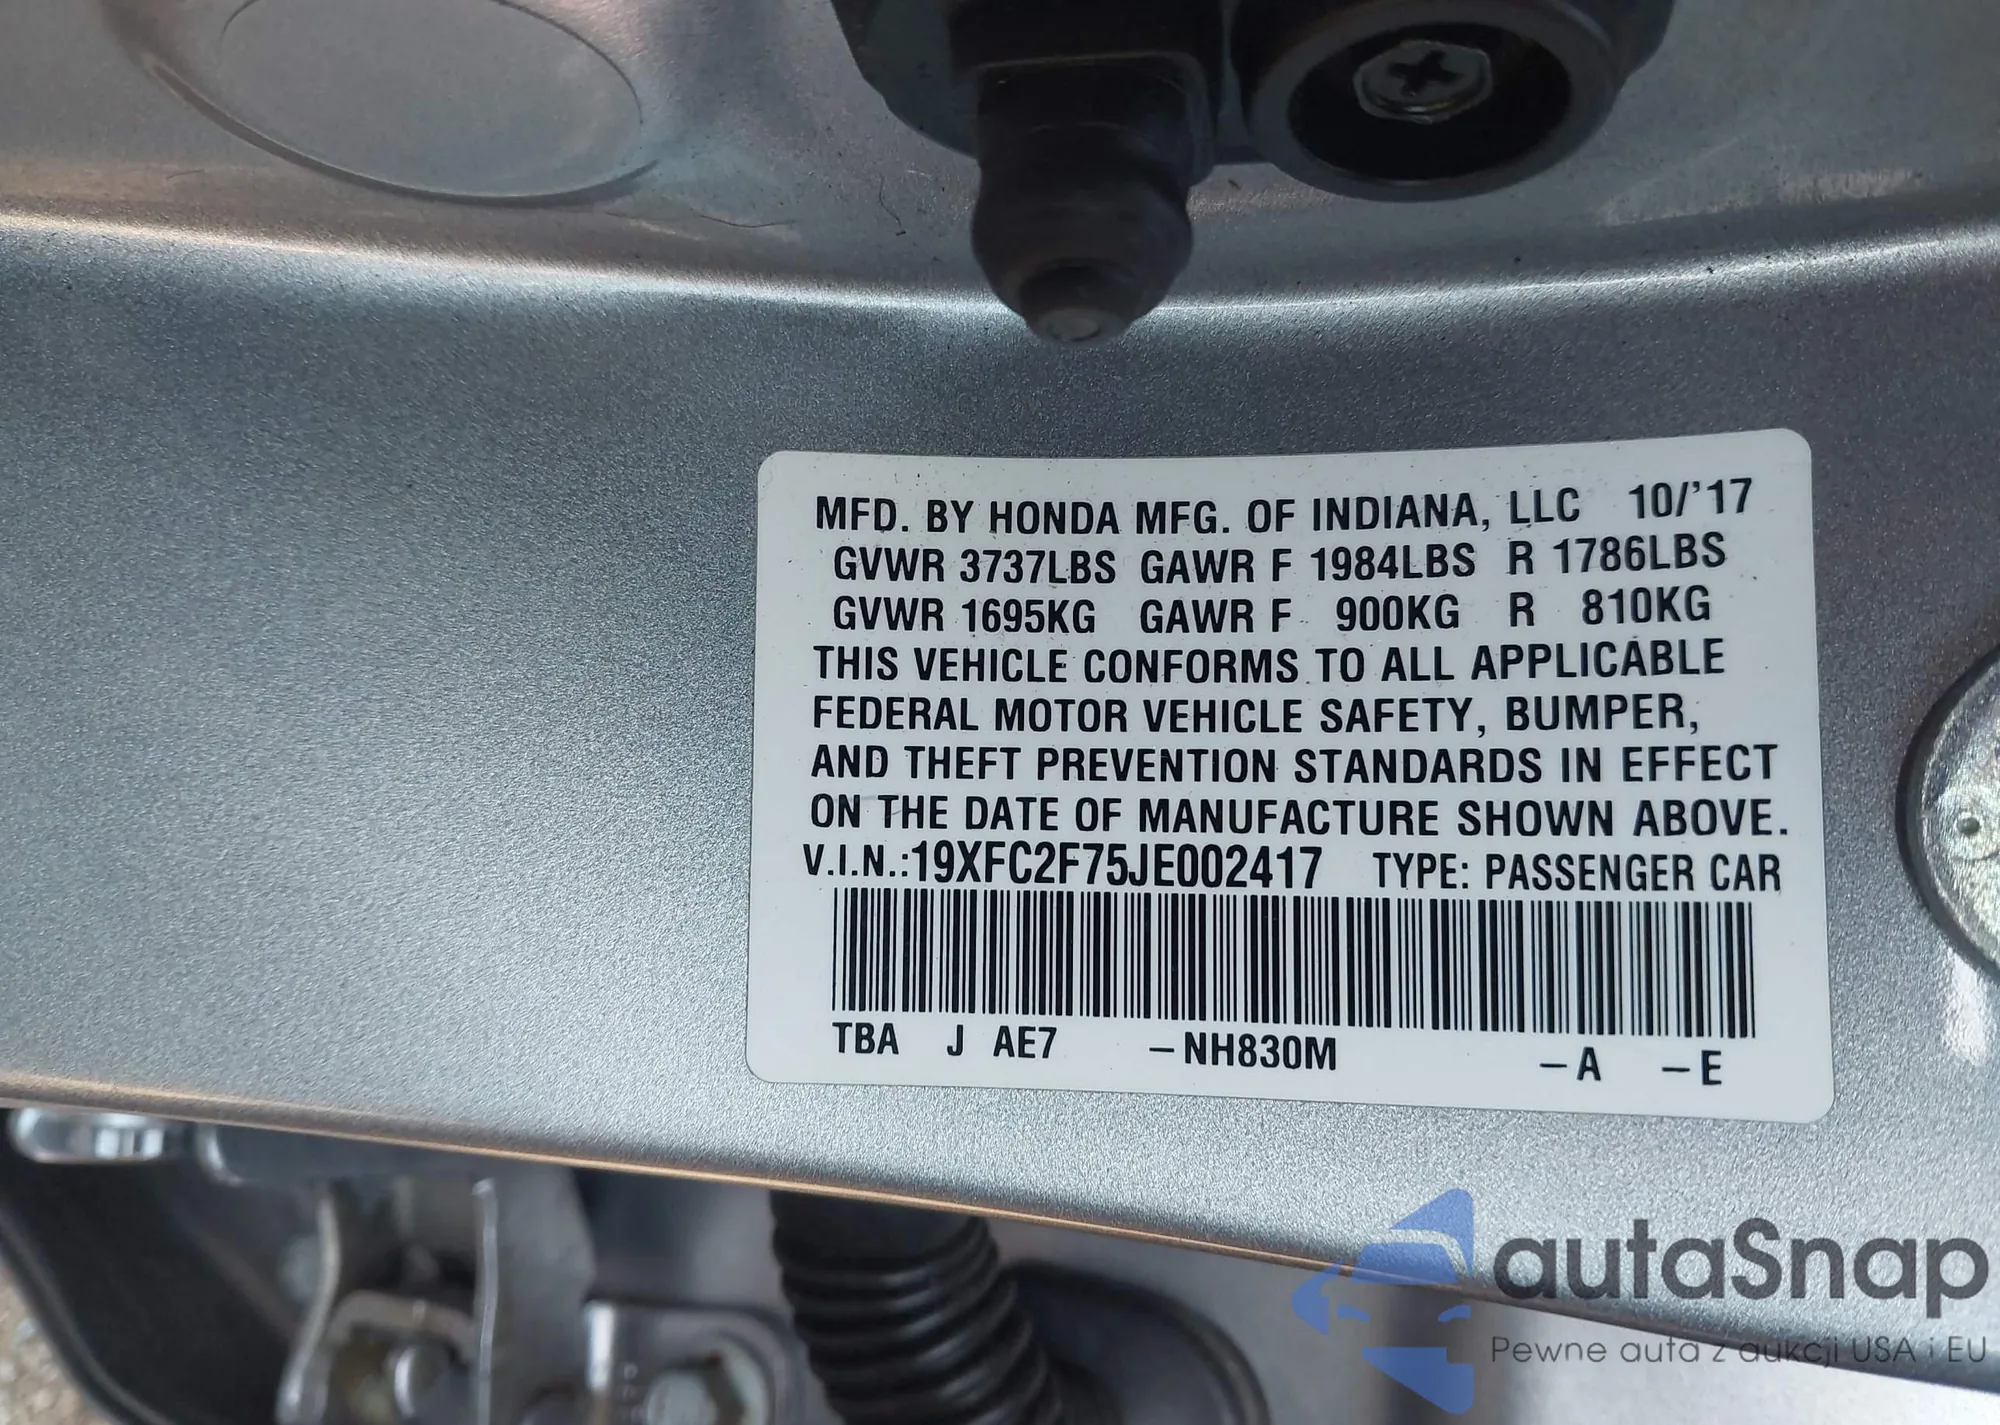 MFD. BY HONDA MFG. OF INDIANA, LLC 10/'17
GVWR 3737LBS GAWR F 1984LBS R 1786LBS
GVWR 1695KG GAWR F 900KG R 810KG
THIS VEHICLE CONFORMS TO ALL APPLICABLE
FEDERAL MOTOR VEHICLE SAFETY, BUMPER,
AND THEFT PREVENTION STANDARDS IN EFFECT
ON THE DATE OF MANUFACTURE SHOWN ABOVE.
V.I.N.:19XFC2F75JE002417 TYPE: PASSENGER CAR
TBA J AE7 –NH830M –A –E
autaSnap
Pewne auta z aukcji USA i EU